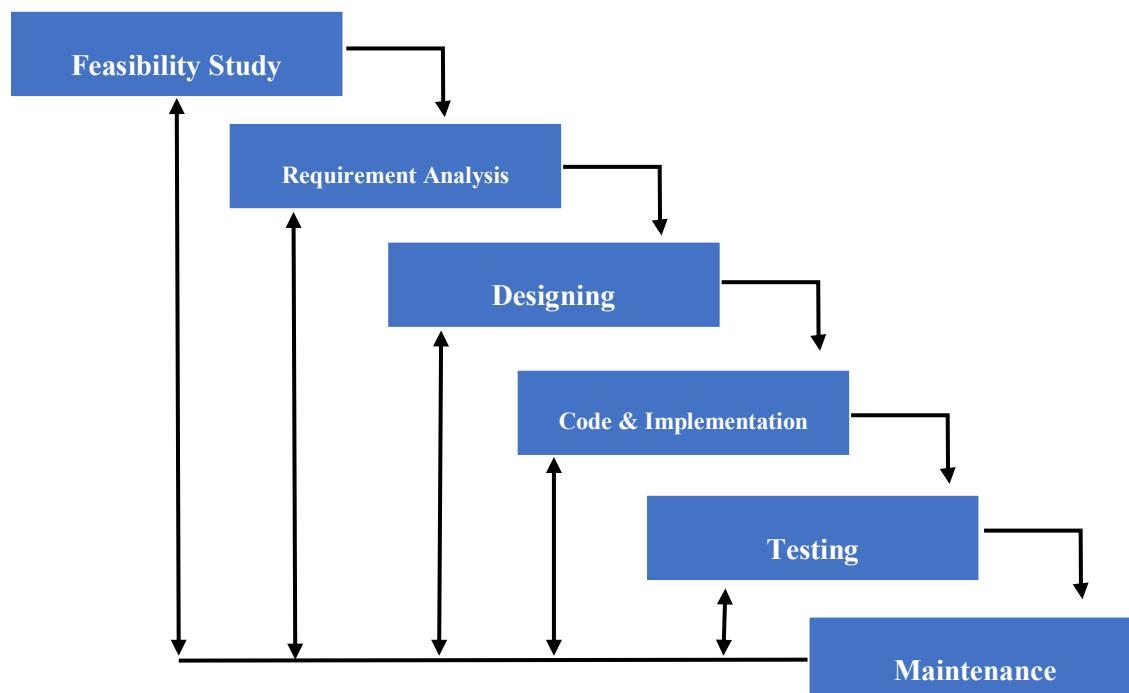 Feasibility Study
Requirement Analysis
Designing
Code & Implementation
Testing
Maintenance